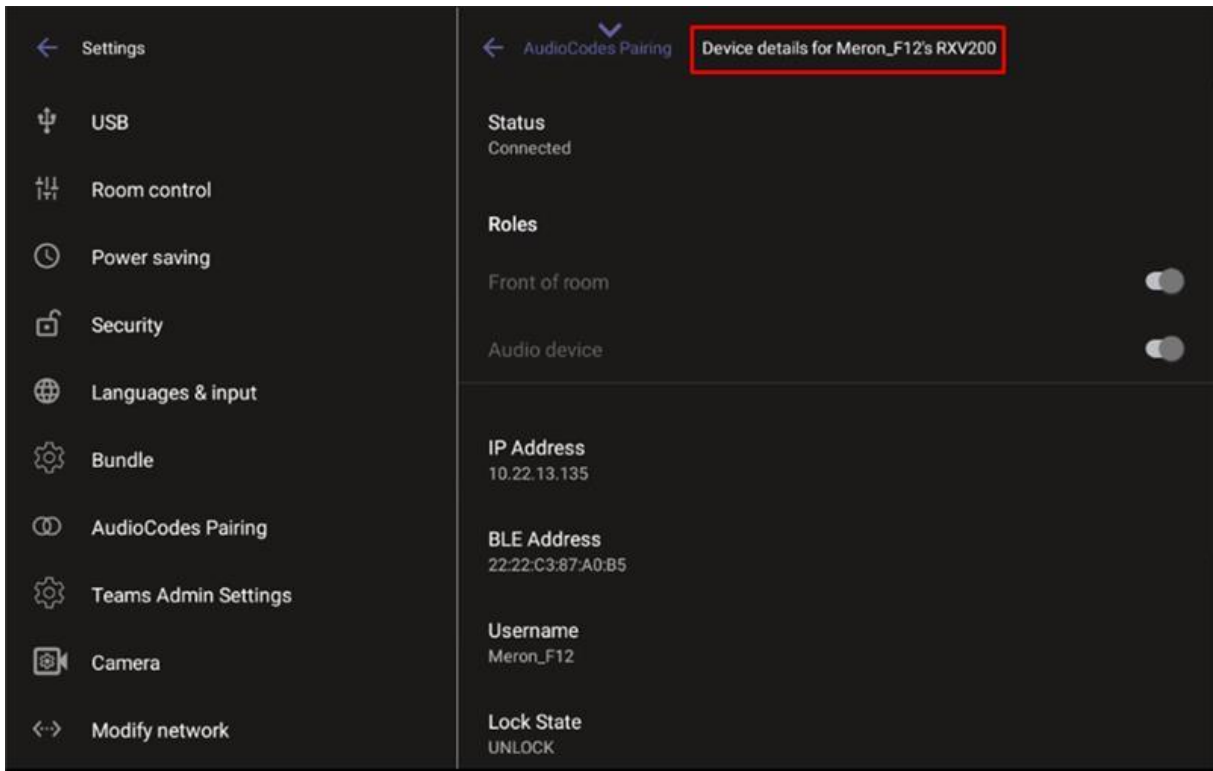 Settings
USB
Room control
Power saving
Security
Languages & input
Bundle
AudioCodes Pairing
Teams Admin Settings
Camera
Modify network
AudioCodes Pairing Device details for Meron_F12's RXV200
Status
Connected
Roles
Front of room
Audio device
IP Address
10.22.13.135
BLE Address
22:22:C3:87:A0:B5
Username
Meron_F12
Lock State
UNLOCK